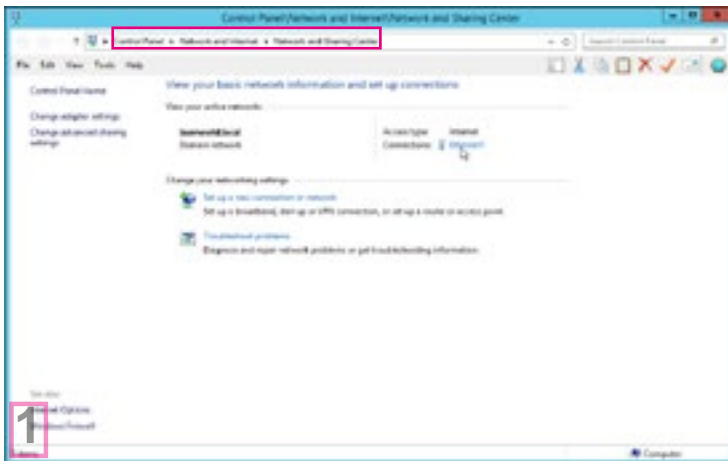 Control Panel\Network and Internet\Network and Sharing Center
Control Panel ▸ Network and Internet ▸ Network and Sharing Center
Search Control Panel
File Edit View Tools Help
Control Panel Home
Change adapter settings
Change advanced sharing
settings
View your basic network information and set up connections
View your active networks
Domain network
Access type: Internet
Connections:
Change your networking settings
Set up a new connection or network
Set up a broadband, dial-up or VPN connection, or set up a router or access point.
Troubleshoot problems
Diagnose and repair network problems or get troubleshooting information.
See also
Internet Options
Windows Firewall
1
Computer